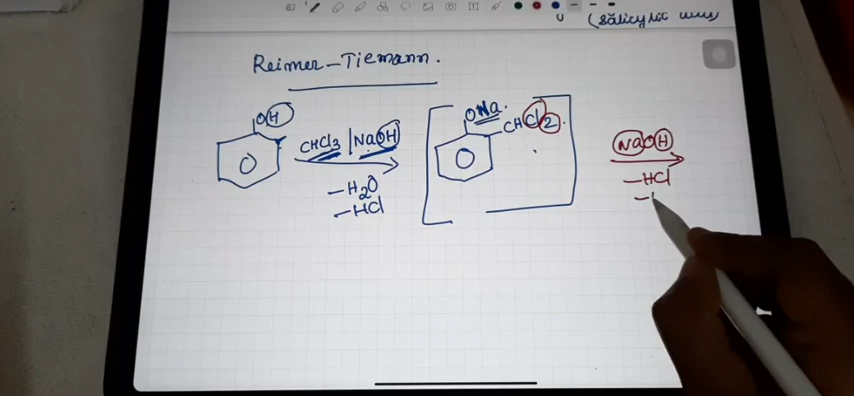 (Salicylic
Reimer-Tiemann.
OH
CHCl3 | NaOH
-H2O
-HCl
ONa.
CHCl2.
NaOH
-HCl
-